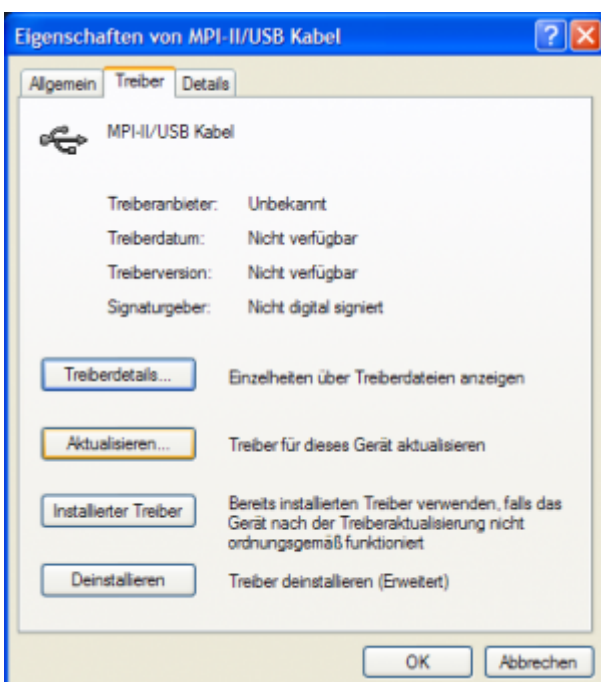 Eigenschaften von MPI-II/USB Kabel
Allgemein Treiber Details
MPI-II/USB Kabel
Treiberanbieter: Unbekannt
Treiberdatum: Nicht verfügbar
Treiberversion: Nicht verfügbar
Signaturgeber: Nicht digital signiert
Treiberdetails... Einzelheiten über Treiberdateien anzeigen
Aktualisieren... Treiber für dieses Gerät aktualisieren
Installierter Treiber Bereits installierten Treiber verwenden, falls das
Gerät nach der Treiberaktualisierung nicht
ordnungsgemäß funktioniert
Deinstallieren Treiber deinstallieren (Erweitert)
OK Abbrechen